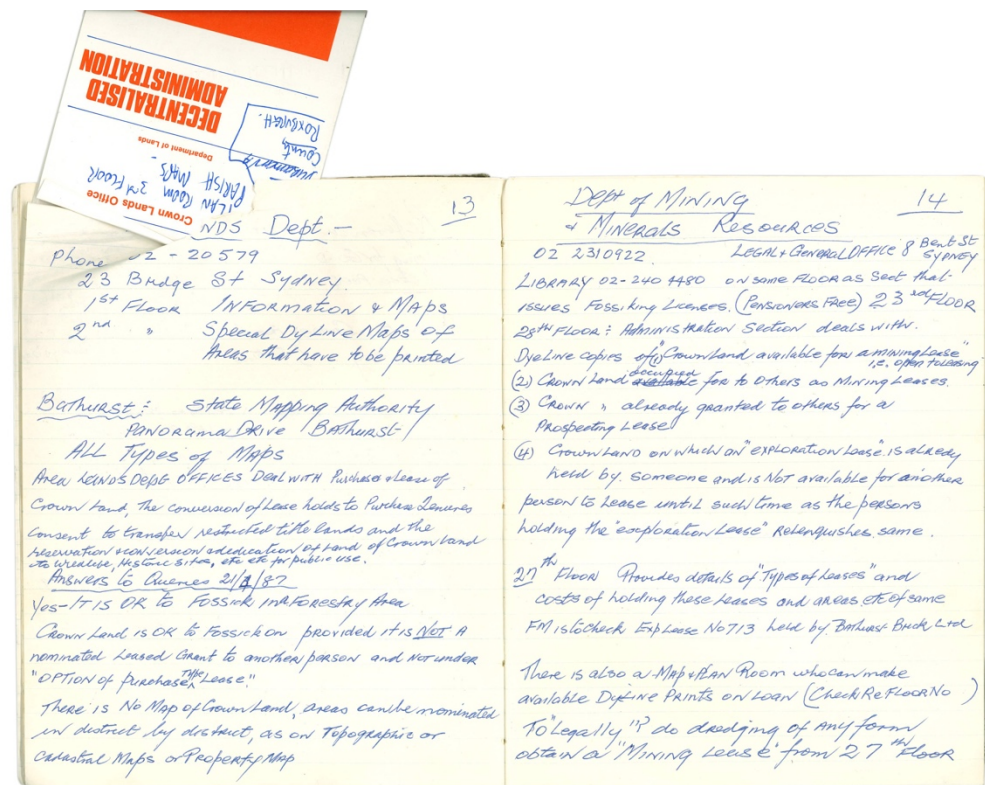 Crown Lands Office
PLAN ROOM 3rd FLOOR
PARISH MAPS -
Department of Lands
County
ROXBURGH.
DECENTRALISED
ADMINISTRATION
13
NDS Dept.-
Phone 02 - 20579
23 Bridge St Sydney.
1st Floor INFORMATION & MAPS
2nd " Special DyLine Maps of
Areas that have to be printed
Bathurst: State Mapping Authority
PANORAMA DRIVE BATHURST
ALL Types of Maps
Area LANDS DEPT OFFICES Deal with Purchase & Lease of
Crown Land, The conversion of Lease holds to Purchase Tenures
Consent to transfer restricted title lands and the
reservation & conversion & dedication of Land of Crown Land
to Wildlife, Historic Sites, etc etc for public use.
Answers to Queries 21/1/87
Yes - IT IS OK to Fossick in a Forestry Area
Crown Land is OK to Fossick on provided it is NOT A
nominated Leased Grant to another person and NOT under
"OPTION of purchase TYPE Lease".
There is No Map of Crown Land, areas can be nominated
in district by district, as on Topographic or
Cadastral Maps or Property Map
14
Dept of MINING
& MINERALS RESOURCES
02 2310922. LEGAL & GENERAL OFFICE 8 Bent St
SYDNEY
LIBRARY 02-240 4480 on same FLOOR as Sect that
issues Fossiking Licenses. (Pensioners Free) 23rd FLOOR
28th FLOOR: Administration Section deals with.
DyeLine copies of (1) "Crown Land available for a mining Lease"
i.e. open to leasing
(2) Crown Land occupied available for to others as Mining Leases.
(3) Crown " already granted to others for a
Prospecting Lease
(4) Crown LAND on which an "exploration Lease" is already
held by someone and is NOT available for another
person to Lease until such time as the persons
holding the "exploration Lease" relenguishes same.
27th Floor Provides details of "Types of Leases" and
costs of holding these Leases and areas etc of same
FM is to check Exp Lease No 713 held by Bathurst Brick Ltd
There is also a Map & Plan Room who can make
available DyeLine Prints on Loan (Check Re Floor No )
To "Legally"!? do dredging of ANY form
obtain a "Mining Lease" from 27th Floor